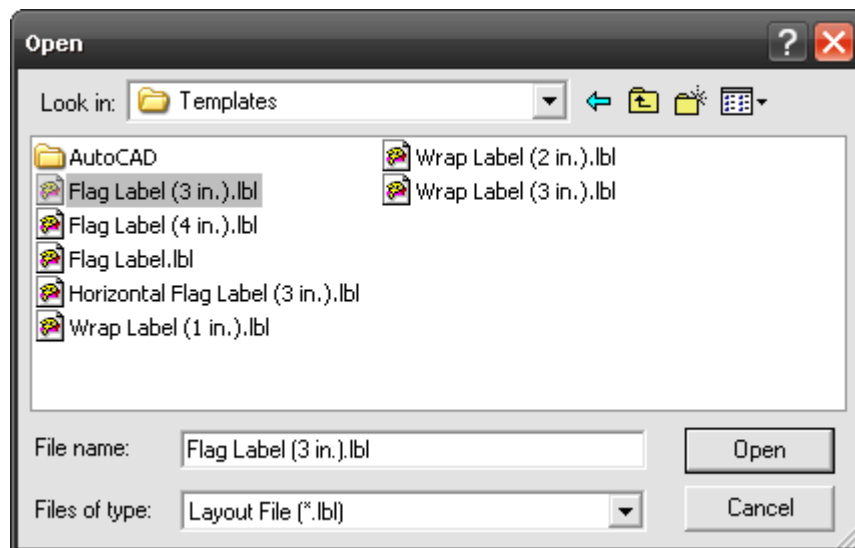 Open
Look in: Templates
AutoCAD
Flag Label (3 in.).lbl
Flag Label (4 in.).lbl
Flag Label.lbl
Horizontal Flag Label (3 in.).lbl
Wrap Label (1 in.).lbl
Wrap Label (2 in.).lbl
Wrap Label (3 in.).lbl
File name: Flag Label (3 in.).lbl
Open
Files of type: Layout File (*.lbl)
Cancel